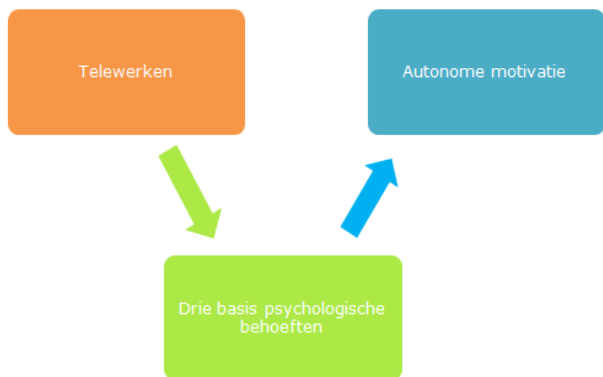 Telewerken
Autonome motivatie
Drie basis psychologische
behoeften